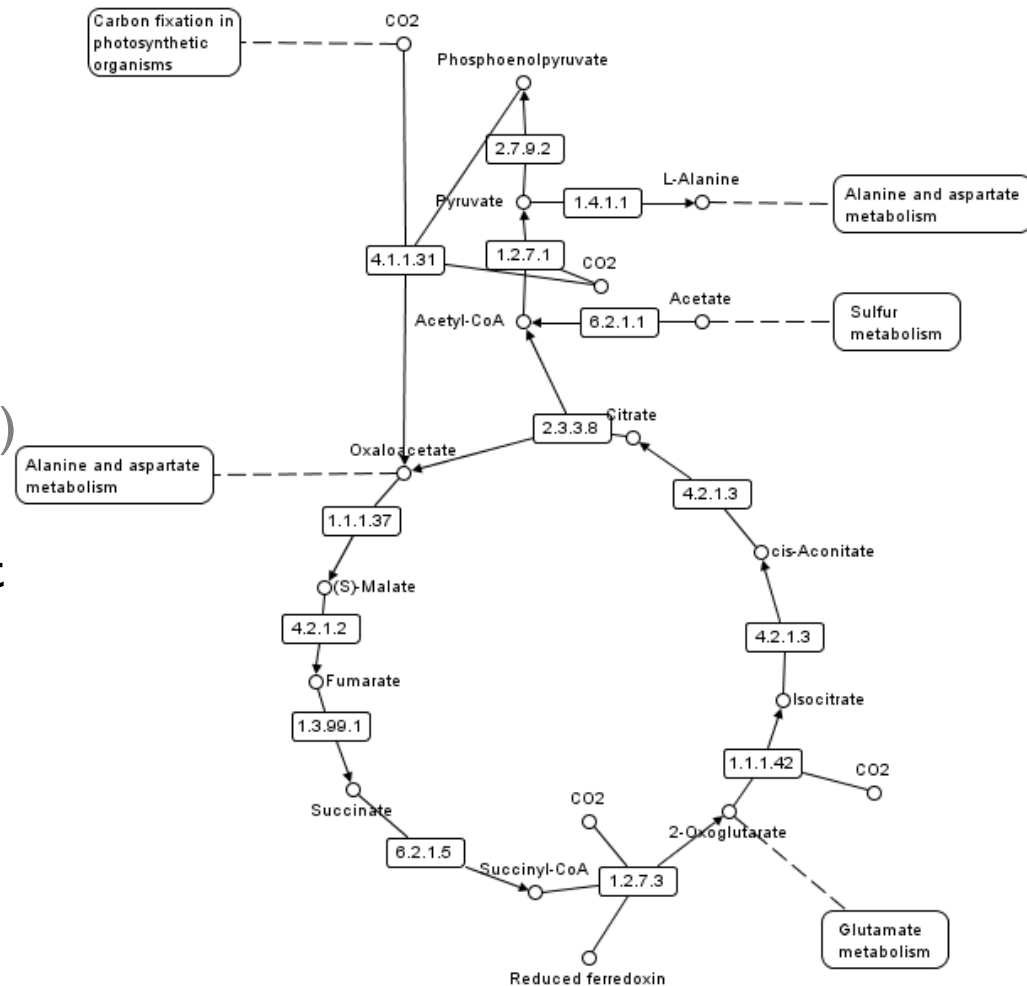 Carbon fixation in
photosynthetic
organisms
CO2
Phosphoenolpyruvate
2.7.9.2
Pyruvate
1.4.1.1
L-Alanine
Alanine and aspartate
metabolism
4.1.1.31
1.2.7.1
CO2
Acetyl-CoA
6.2.1.1
Acetate
Sulfur
metabolism
)
2.3.3.8
Citrate
Oxaloacetate
Alanine and aspartate
metabolism
4.2.1.3
1.1.1.37
cis-Aconitate
t
(S)-Malate
4.2.1.2
4.2.1.3
Fumarate
Isocitrate
1.3.99.1
1.1.1.42
CO2
Succinate
CO2
2-Oxoglutarate
6.2.1.5
Succinyl-CoA
1.2.7.3
Glutamate
metabolism
Reduced ferredoxin